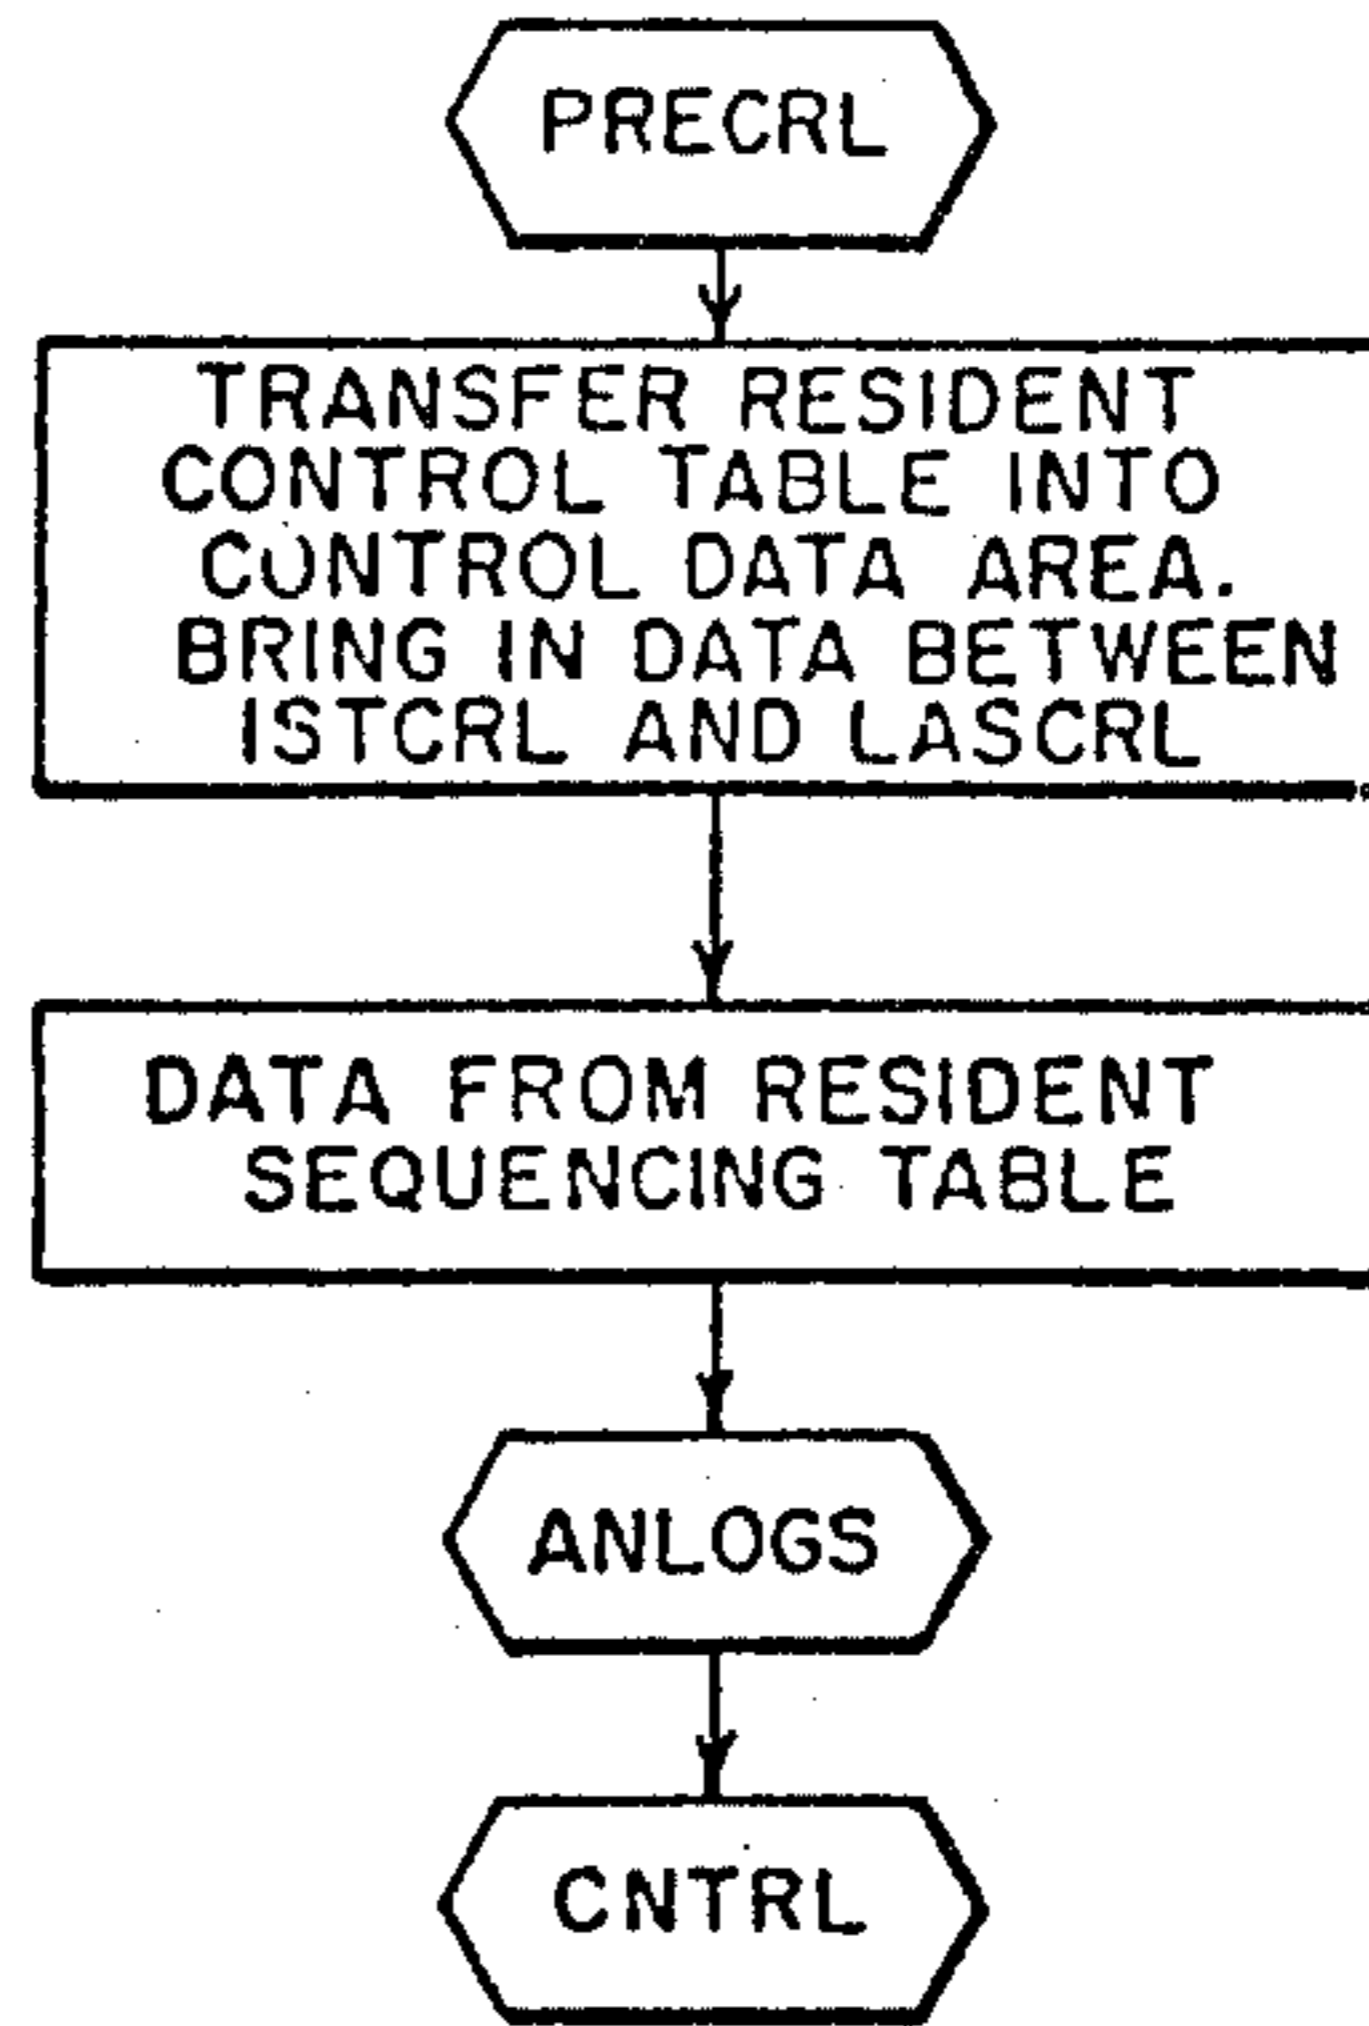 PRECRL
TRANSFER RESIDENT
CONTROL TABLE INTO
CONTROL DATA AREA.
BRING IN DATA BETWEEN
ISTCRL AND LASCRL
DATA FROM RESIDENT
SEQUENCING TABLE
ANLOGS
CNTRL